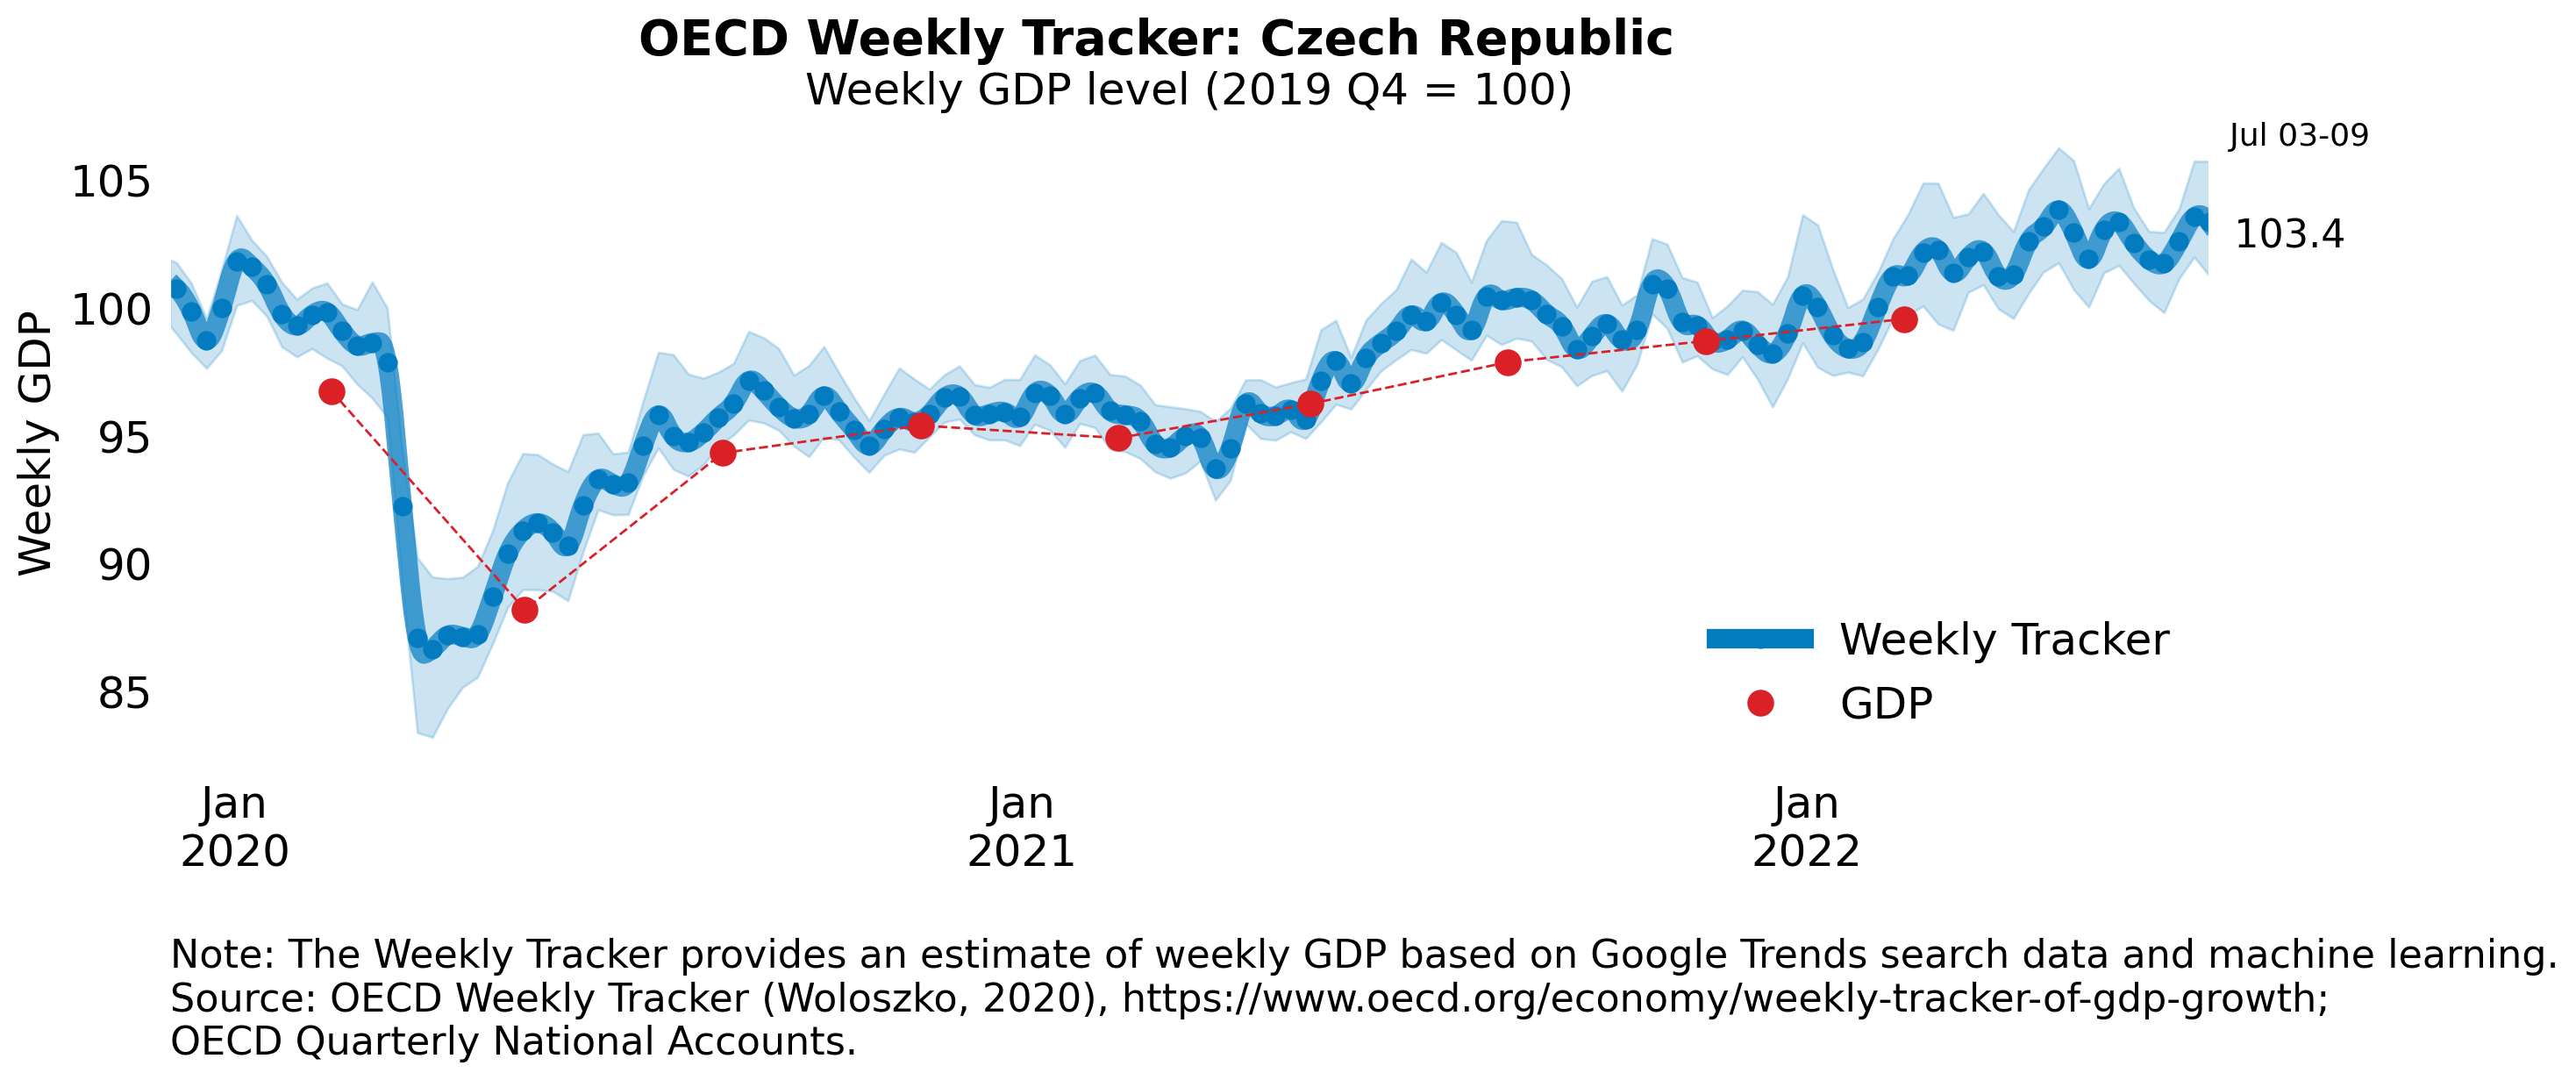 OECD Weekly Tracker: Czech Republic
Weekly GDP level (2019 Q4 = 100)
Jul 03-09
105
103.4
100
Weekly GDP
95
90
Weekly Tracker
85
GDP
Jan
2020
Jan
2021
Jan
2022
Note: The Weekly Tracker provides an estimate of weekly GDP based on Google Trends search data and machine learning.
Source: OECD Weekly Tracker (Woloszko, 2020), https://www.oecd.org/economy/weekly-tracker-of-gdp-growth;
OECD Quarterly National Accounts.